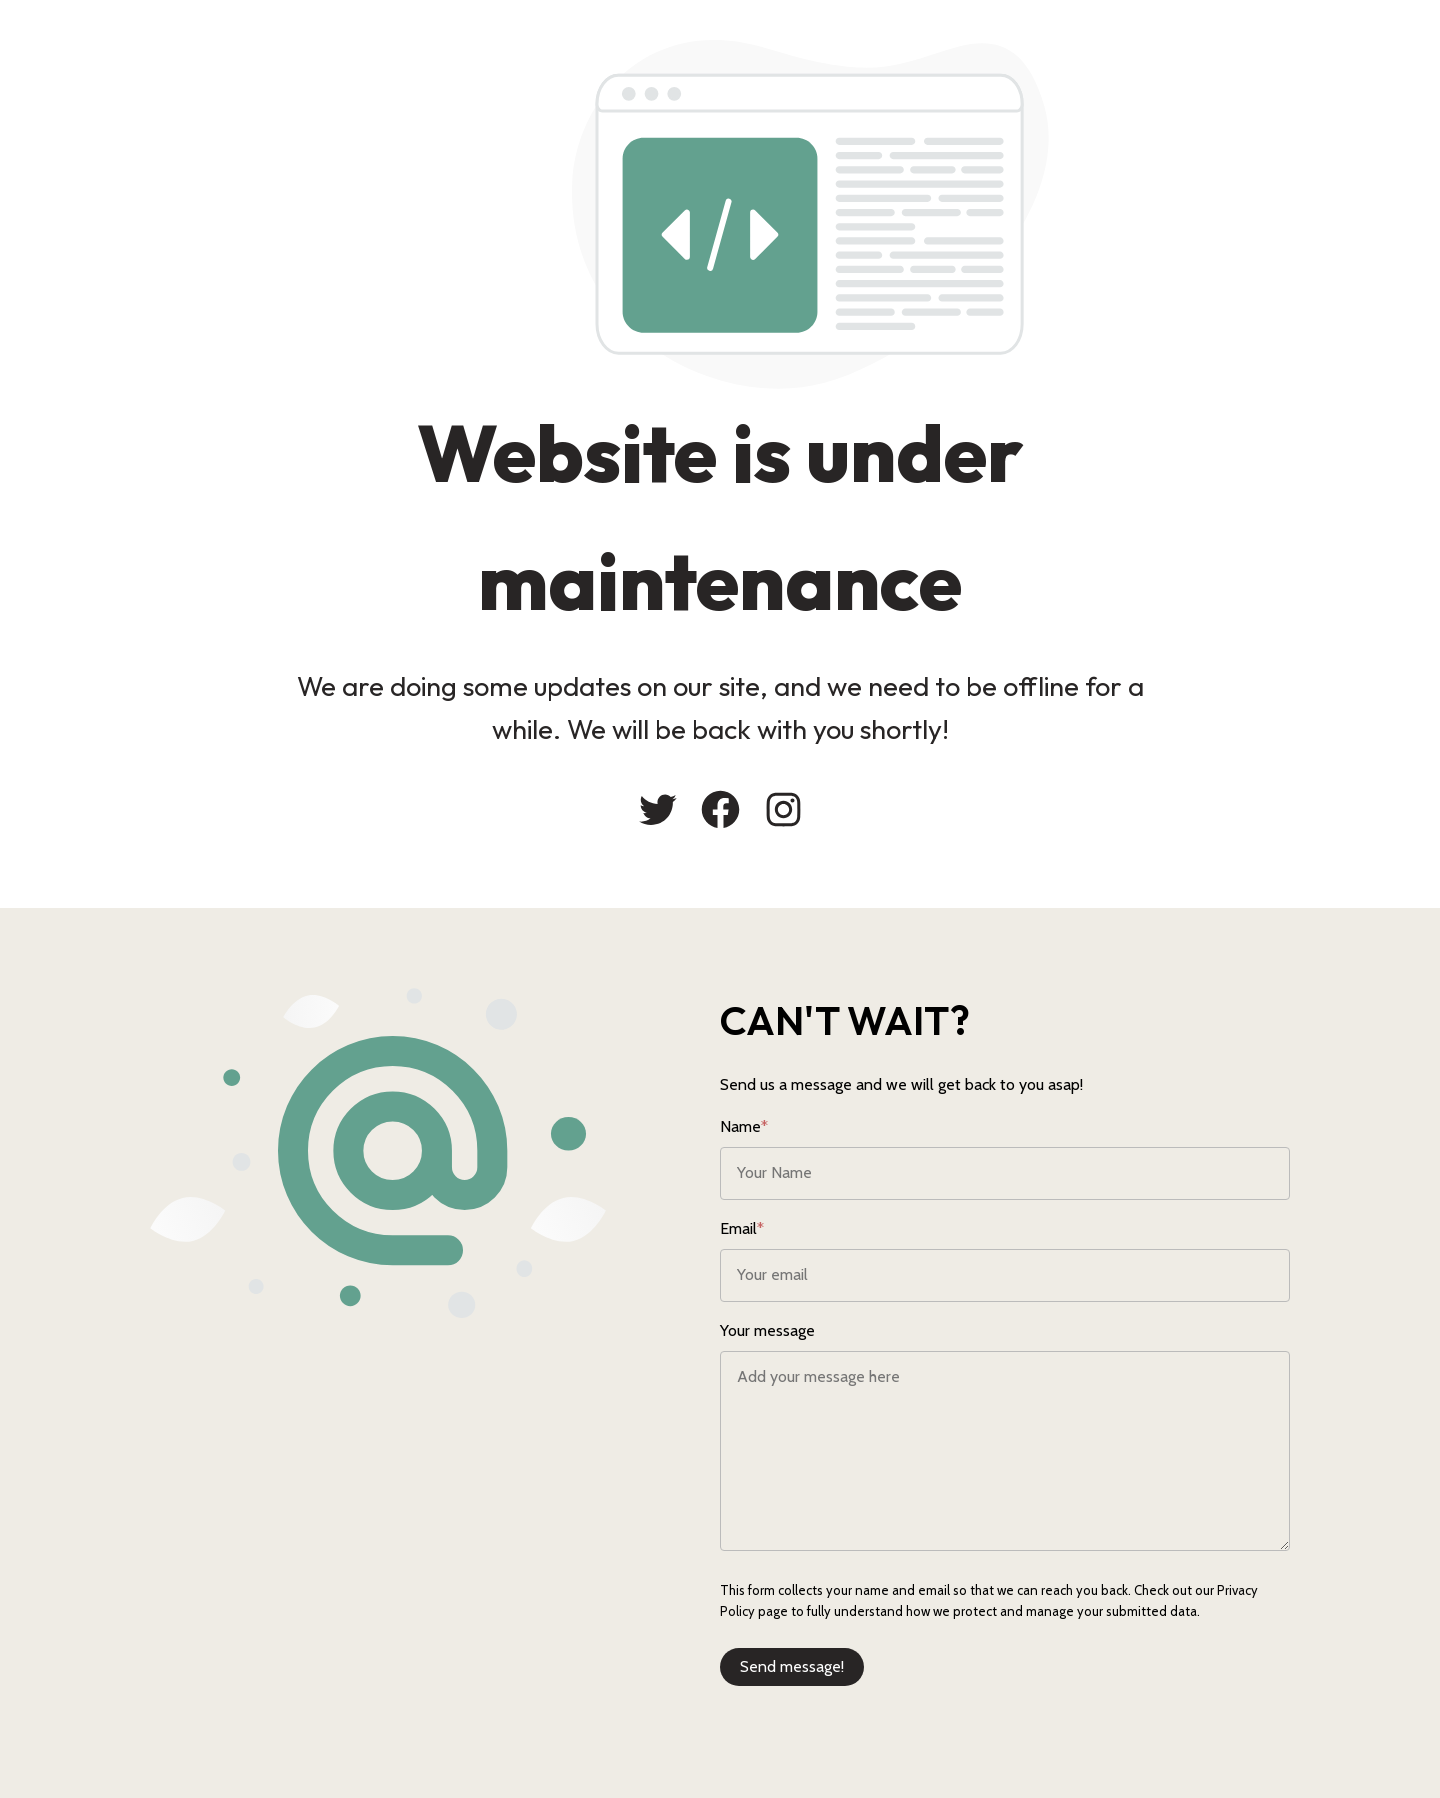 Website is under
maintenance
We are doing some updates on our site, and we need to be offline for a
while. We will be back with you shortly!
CAN'T WAIT?
Send us a message and we will get back to you asap!
Name*
Your Name
Email*
Your email
Your message
Add your message here
This form collects your name and email so that we can reach you back. Check out our Privacy
Policy page to fully understand how we protect and manage your submitted data.
Send message!